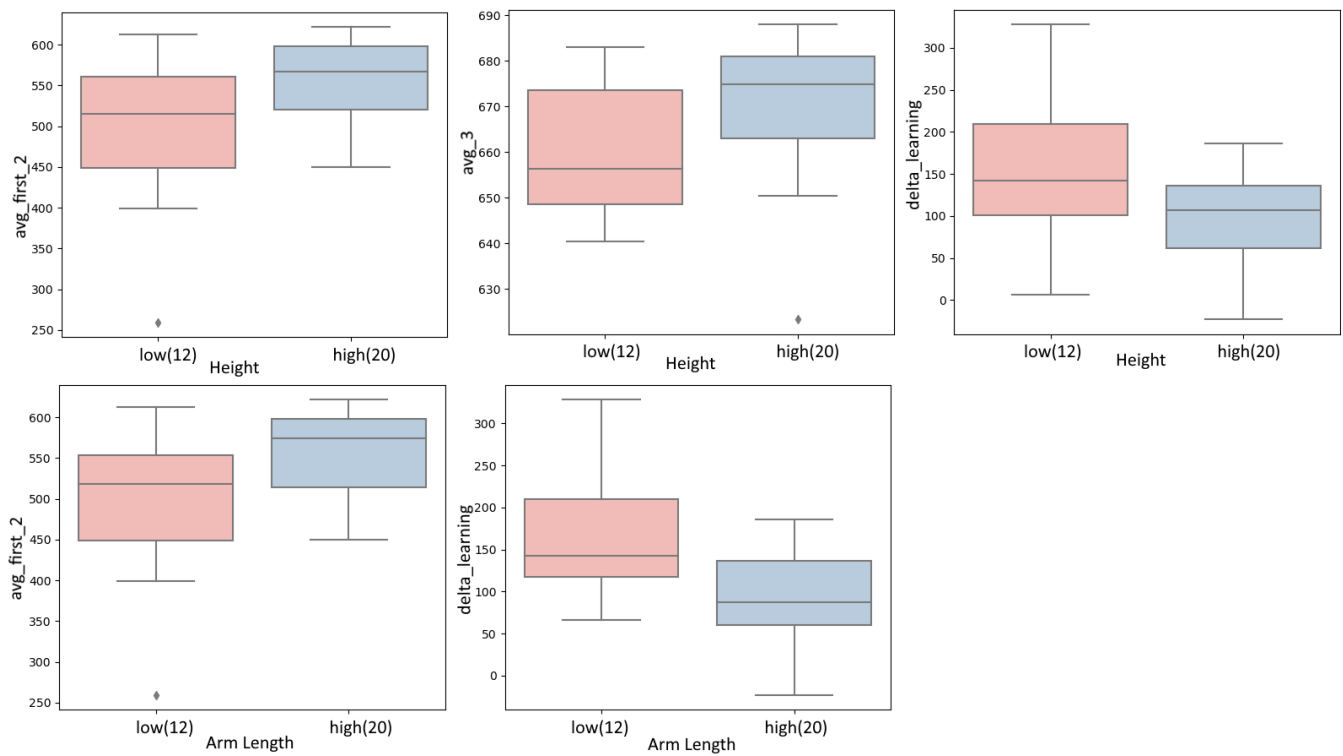 avg_first_2
600
550
500
450
400
350
300
250
low(12) high(20)
Height
avg_3
690
680
670
660
650
640
630
low(12) high(20)
Height
delta_learning
300
250
200
150
100
50
0
low(12) high(20)
Height
avg_first_2
600
550
500
450
400
350
300
250
low(12) high(20)
Arm Length
delta_learning
300
250
200
150
100
50
0
low(12) high(20)
Arm Length